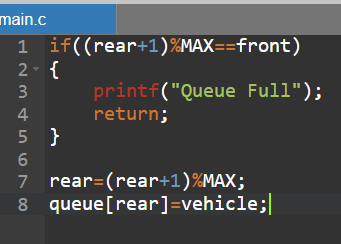 main.c
1 if((rear+1)%MAX==front)
2 {
3     printf("Queue Full");
4     return;
5 }
6
7 rear=(rear+1)%MAX;
8 queue[rear]=vehicle;